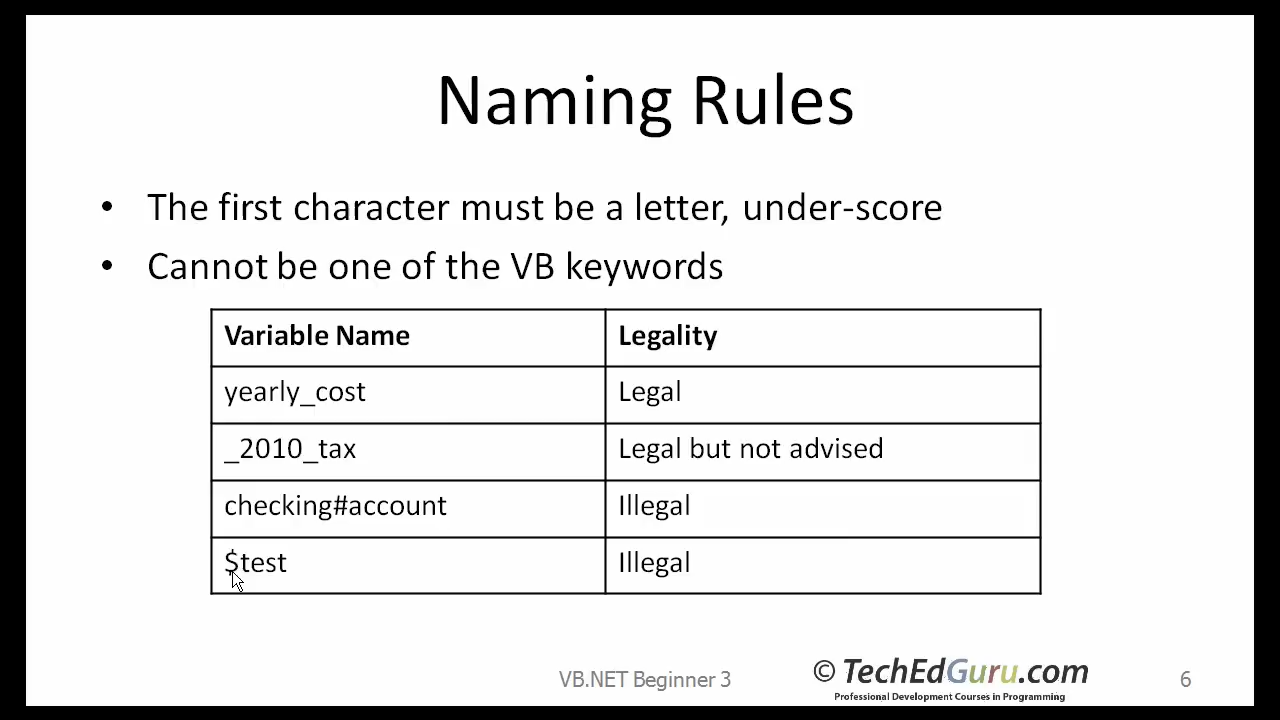 Naming Rules
• The first character must be a letter, under-score
• Cannot be one of the VB keywords
Variable Name Legality
yearly_cost Legal
_2010_tax Legal but not advised
checking#account Illegal
$test Illegal
VB.NET Beginner 3 © TechEdGuru.com 6
Professional Development Courses in Programming